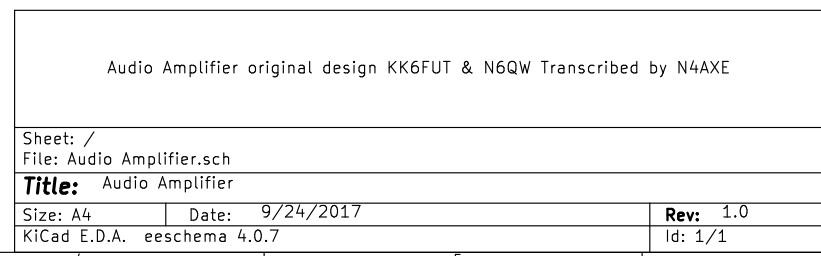 Audio Amplifier original design KK6FUT & N6QW Transcribed by N4AXE
Sheet: /
File: Audio Amplifier.sch
Title: Audio Amplifier
Size: A4 Date: 9/24/2017 Rev: 1.0
KiCad E.D.A. eeschema 4.0.7 Id: 1/1